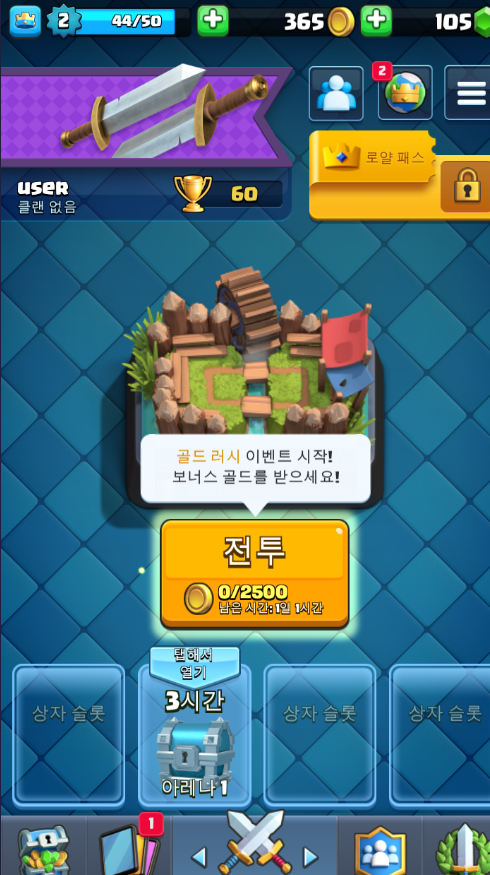 2
44/50
365
105
2
로얄 패스
user
클랜 없음
60
골드 러시 이벤트 시작!
보너스 골드를 받으세요!
전투
0/2500
남은 시간: 1일 1시간
탭해서
열기
상자 슬롯
3시간
상자 슬롯
상자 슬롯
아레나 1
1